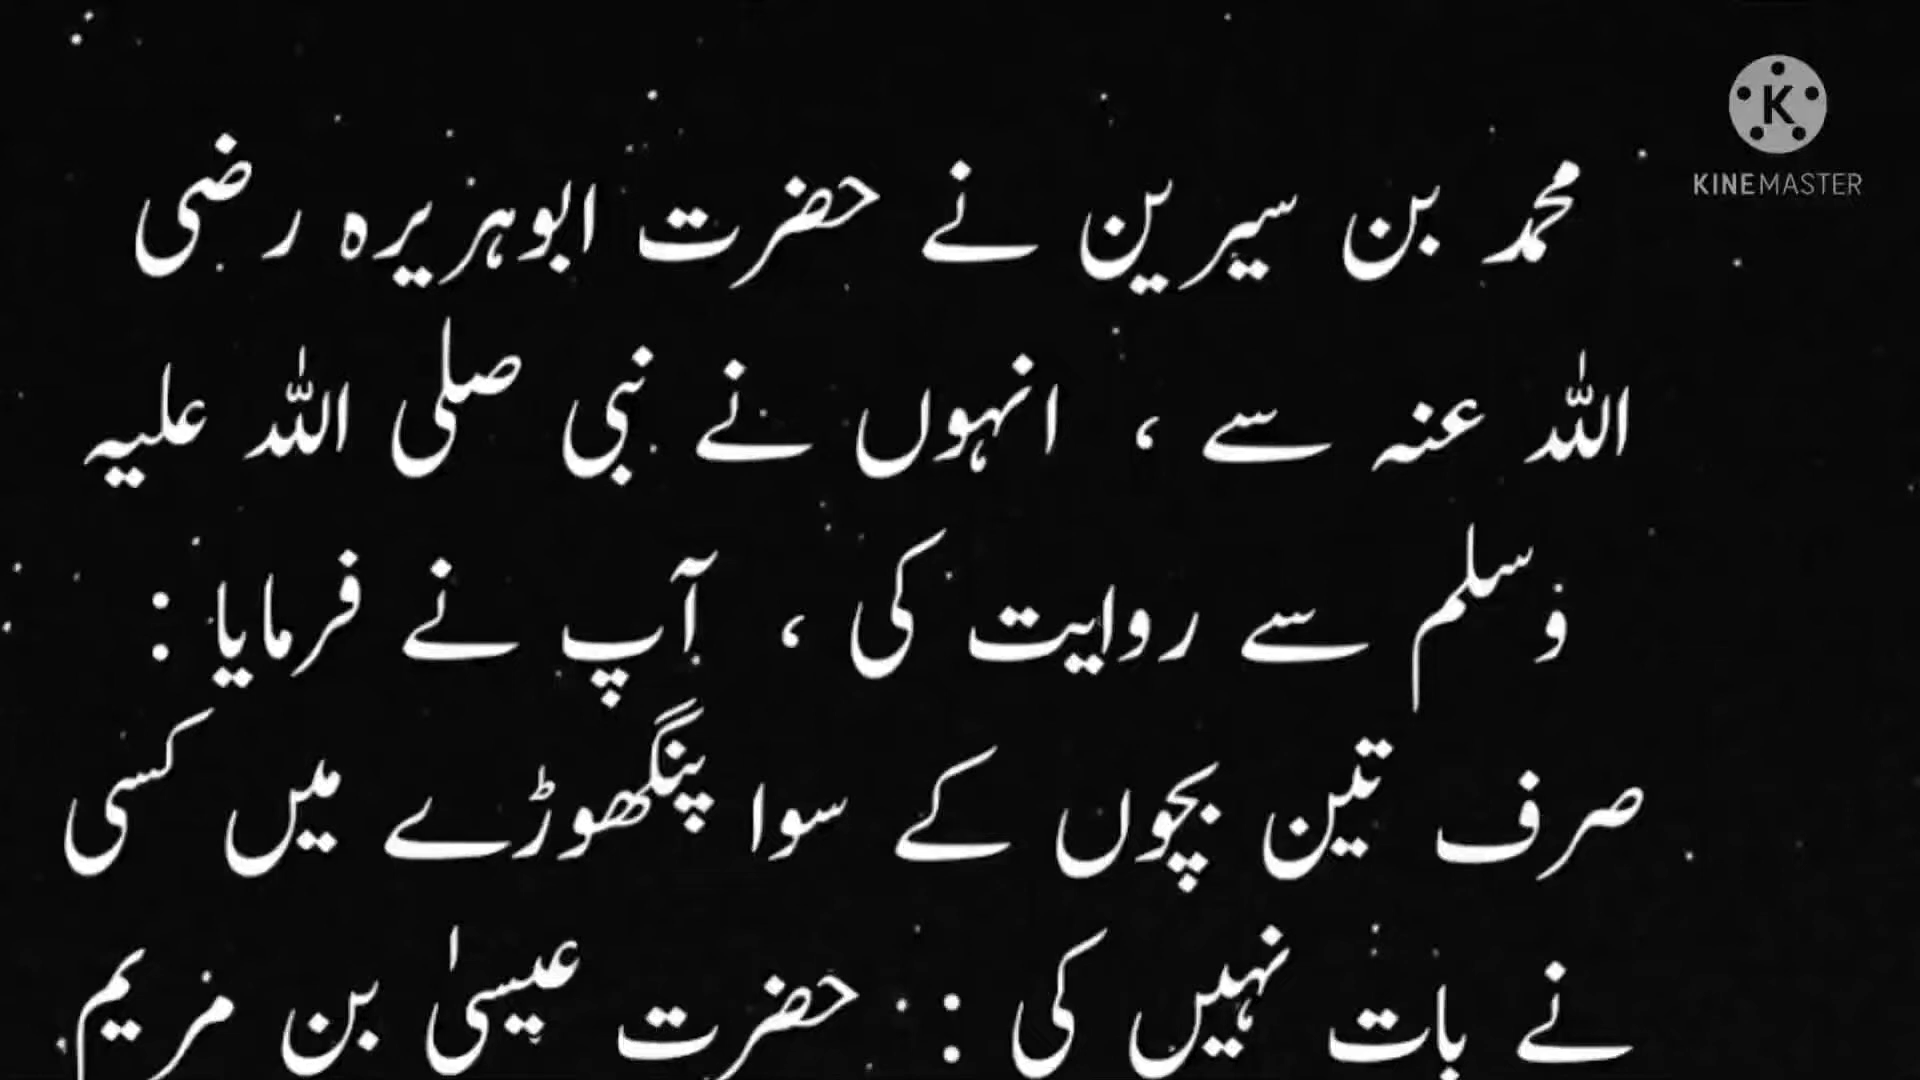 KINEMASTER
محمد بن سیرین نے حضرت ابوہریرہ رضی
اللہ عنہ سے ، انہوں نے نبی صلی اللہ علیہ
وسلم سے روایت کی ، آپ نے فرمایا :
صرف تین بچوں کے سوا پنگھوڑے میں کسی
نے بات نہیں کی : حضرت عیسیٰ بن مریم